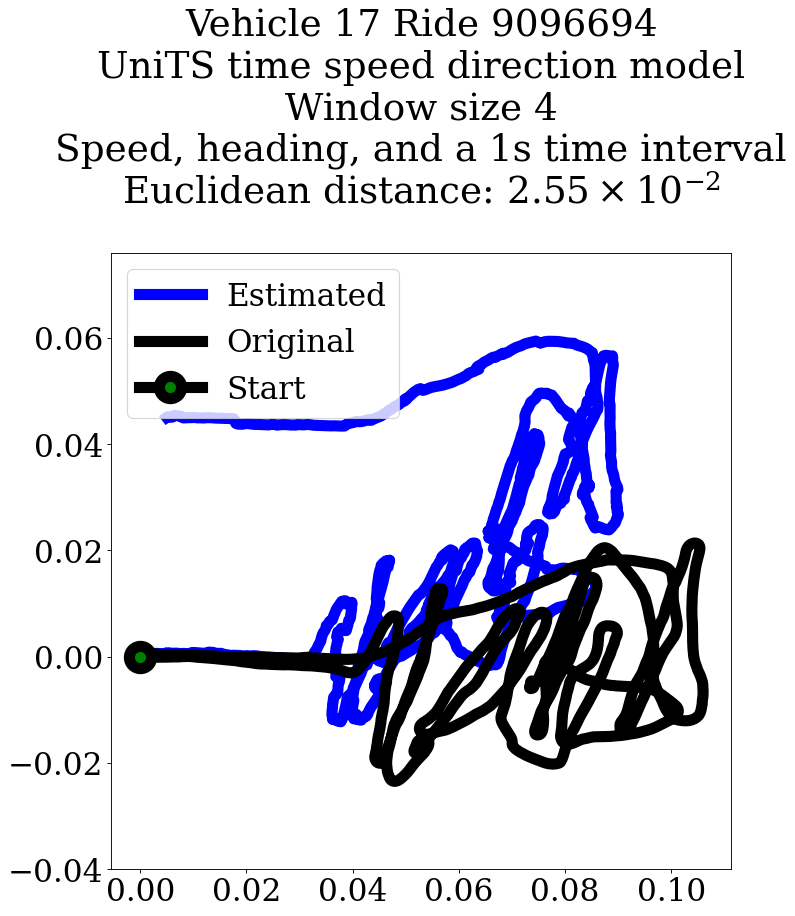 Vehicle 17 Ride 9096694
UniTS time speed direction model
Window size 4
Speed, heading, and a 1s time interval
Euclidean distance: 2.55 × 10⁻²
Estimated
Original
Start
0.06
0.04
0.02
0.00
−0.02
−0.04
0.00 0.02 0.04 0.06 0.08 0.10